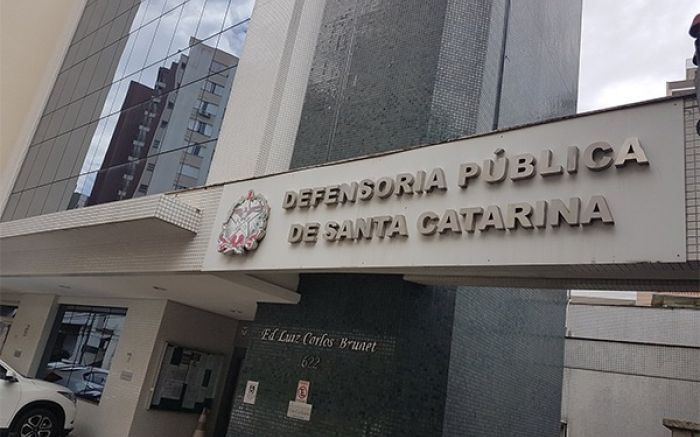 DEFENSORIA PÚBLICA
DE SANTA CATARINA
Ed Luiz Carlos Brunet
622